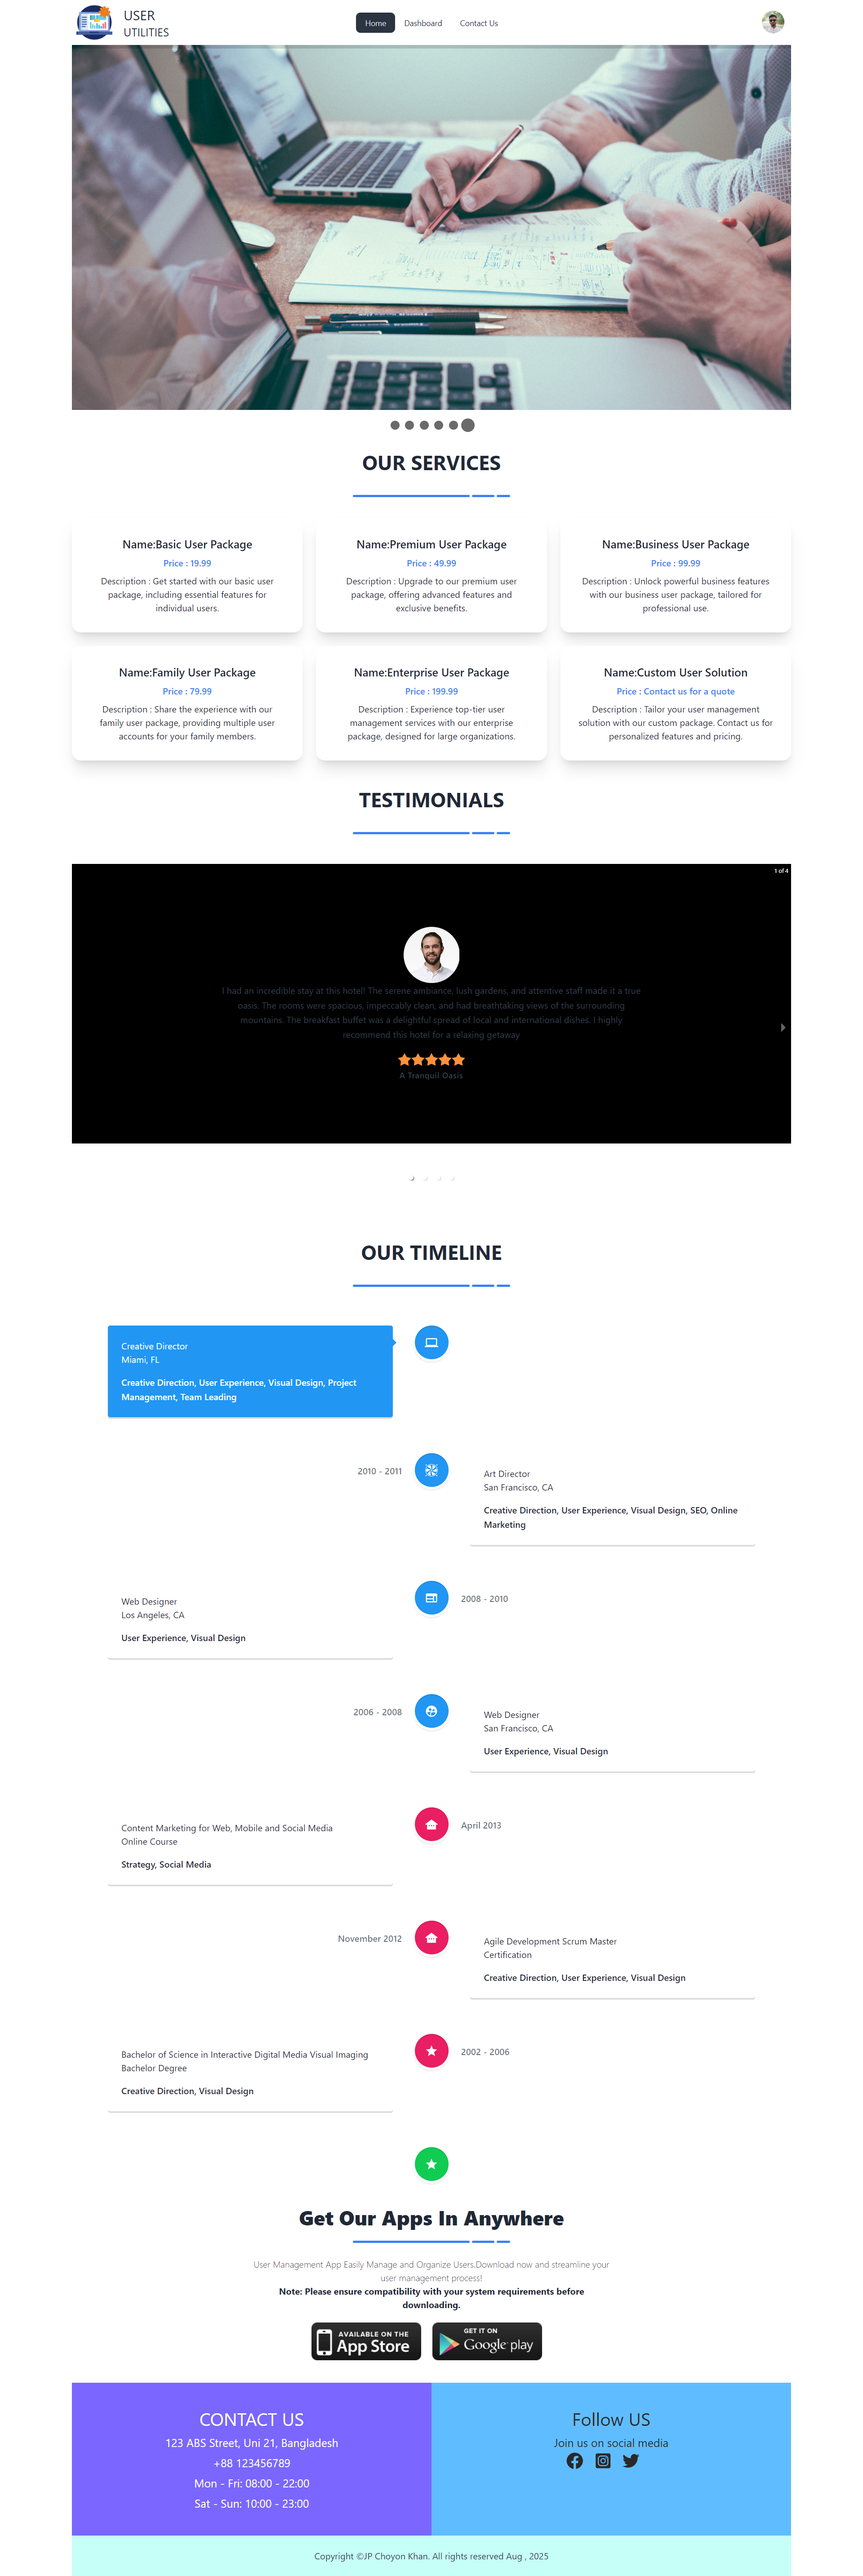 USER
UTILITIES
Home
Dashboard
Contact Us
OUR SERVICES
Name:Basic User Package
Price : 19.99
Description : Get started with our basic user
package, including essential features for
individual users.
Name:Premium User Package
Price : 49.99
Description : Upgrade to our premium user
package, offering advanced features and
exclusive benefits.
Name:Business User Package
Price : 99.99
Description : Unlock powerful business features
with our business user package, tailored for
professional use.
Name:Family User Package
Price : 79.99
Description : Share the experience with our
family user package, providing multiple user
accounts for your family members.
Name:Enterprise User Package
Price : 199.99
Description : Experience top-tier user
management services with our enterprise
package, designed for large organizations.
Name:Custom User Solution
Price : Contact us for a quote
Description : Tailor your user management
solution with our custom package. Contact us for
personalized features and pricing.
TESTIMONIALS
1 of 4
I had an incredible stay at this hotel! The serene ambiance, lush gardens, and attentive staff made it a true
oasis. The rooms were spacious, impeccably clean, and had breathtaking views of the surrounding
mountains. The breakfast buffet was a delightful spread of local and international dishes. I highly
recommend this hotel for a relaxing getaway
A Tranquil Oasis
OUR TIMELINE
Creative Director
Miami, FL
Creative Direction, User Experience, Visual Design, Project
Management, Team Leading
2010 - 2011
Art Director
San Francisco, CA
Creative Direction, User Experience, Visual Design, SEO, Online
Marketing
Web Designer
Los Angeles, CA
User Experience, Visual Design
2008 - 2010
2006 - 2008
Web Designer
San Francisco, CA
User Experience, Visual Design
Content Marketing for Web, Mobile and Social Media
Online Course
Strategy, Social Media
April 2013
November 2012
Agile Development Scrum Master
Certification
Creative Direction, User Experience, Visual Design
Bachelor of Science in Interactive Digital Media Visual Imaging
Bachelor Degree
Creative Direction, Visual Design
2002 - 2006
Get Our Apps In Anywhere
User Management App Easily Manage and Organize Users.Download now and streamline your
user management process!
Note: Please ensure compatibility with your system requirements before
downloading.
AVAILABLE ON THE
App Store
GET IT ON
Google play
CONTACT US
123 ABS Street, Uni 21, Bangladesh
+88 123456789
Mon - Fri: 08:00 - 22:00
Sat - Sun: 10:00 - 23:00
Follow US
Join us on social media
Copyright ©JP Choyon Khan. All rights reserved Aug , 2025